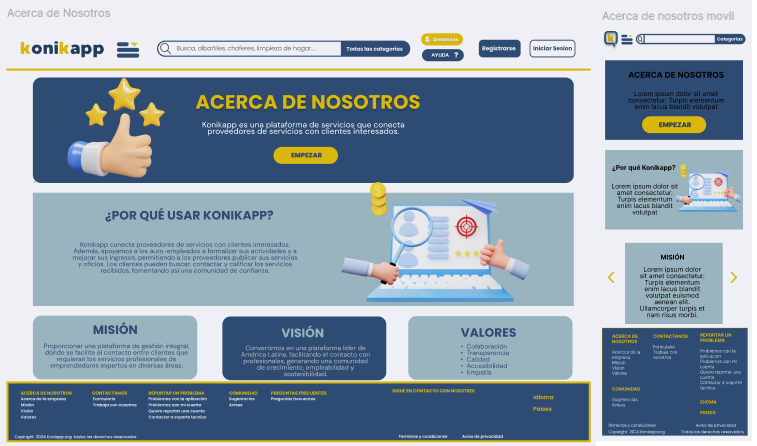 Acerca de Nosotros
konikapp
Busca, albañiles, choferes, limpieza de hogar...
Todas las categorias
$ Donativos
AYUDA ?
Registrarse
Iniciar Sesion
ACERCA DE NOSOTROS
Konikapp es una plataforma de servicios que conecta
proveedores de servicios con clientes interesados.
EMPEZAR
¿POR QUÉ USAR KONIKAPP?
Konikapp conecta proveedores de servicios con clientes interesados.
Además, apoyamos a los auto-empleados a formalizar sus actividades y a
mejorar sus ingresos, permitiendo a los proveedores publicar sus servicios
y oficios. Los clientes pueden buscar, contactar y calificar los servicios
recibidos, fomentando así una comunidad de confianza.
MISIÓN
Proporcionar una plataforma de gestión integral,
dónde se facilite el contacto entre clientes que
requieran los servicios profesionales de
emprendedores expertos en diversas áreas.
VISIÓN
Convertirnos en una plataforma líder de
América Latina, facilitando el contacto con
profesionales, generando una comunidad
de crecimiento, empleabilidad y
sostenibilidad.
VALORES
• Colaboración
• Transparencia
• Calidad
• Accesibilidad
• Empatía
ACERCA DE NOSOTROS
Acerca de la empresa
Misión
Visión
Valores
CONTACTANOS
Formulario
Trabaja con nosotros
REPORTAR UN PROBLEMA
Problemas con la aplicación
Problemas con mi cuenta
Quiero reportar una cuenta
Contactar a soporte tecnico
COMUNIDAD
Sugerencias
Avisos
PREGUNTAS FRECUENTES
Preguntas frecuentes
SIGUE EN CONTACTO CON NOSOTROS
Idioma
Países
Copyright 2024 Konkapp.org todos los derechos reservados
Terminos y condiciones
Aviso de privacidad
Acerca de nosotros movil
k
Categorias
ACERCA DE NOSOTROS
Lorem ipsum dolor sit amet
consectetur. Turpis elementum
enim lacus blandit volutpat
EMPEZAR
¿Por qué Konikapp?
Lorem ipsum dolor sit
amet consectetur.
Turpis elementum
enim lacus blandit
volutpat
MISIÓN
Lorem ipsum dolor
sit amet
consectetur. Turpis
elementum enim
lacus blandit
volutpat euismod
aenean elit.
Ullamcorper turpis et
nam risus morbi.
ACERCA DE
NOSOTROS
Acercca de la
empresa
Mision
Vision
Valores
COMUNIDAD
Sugerencias
Avisos
CONTACTANOS
Formulario
Trabaja con
nosotros
REPORTAR UN
PROBLEMA
Problemas con la
aplicacion
Problemas con mi
cuenta
Quiero reportar una
cuenta
Contactar a soporte
tecnico
IDIOMA
PAISES
Terminos y condiciones
Aviso de privacidad
Copiright 2024 Konkapp.org
Todos los derechos reservados